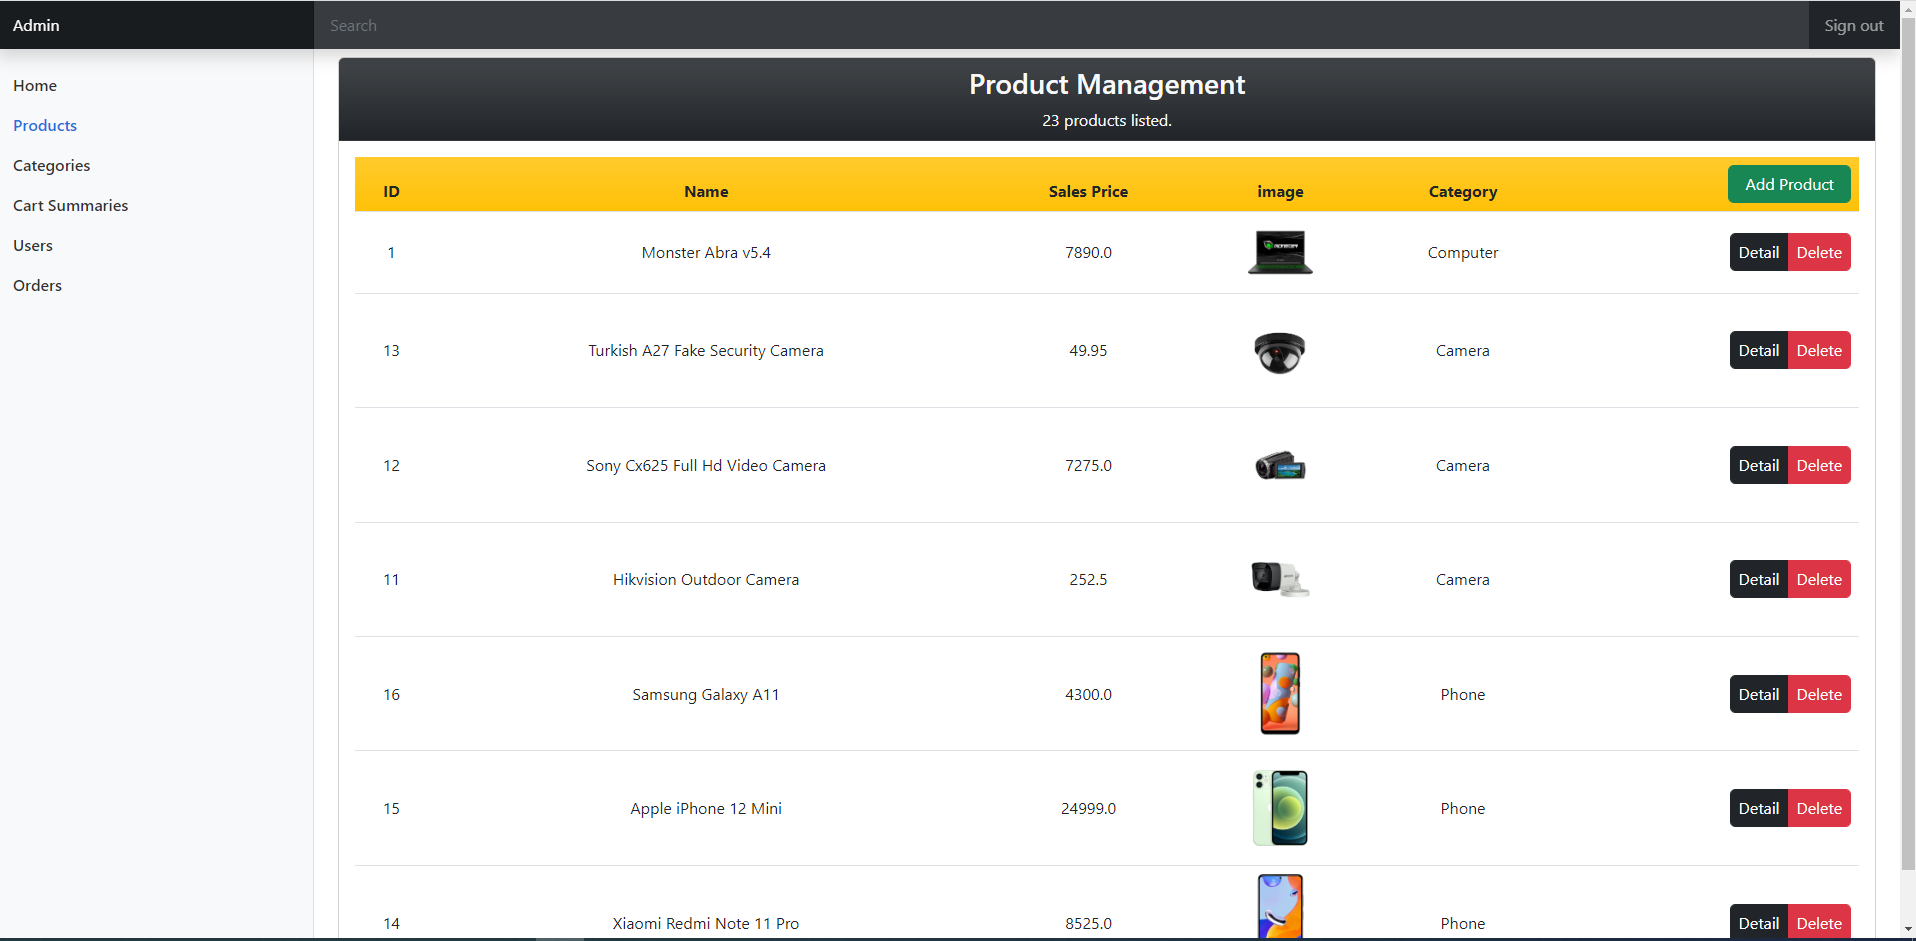 Admin Search Sign out
Home
Products
Categories
Cart Summaries
Users
Orders
Product Management
23 products listed.
ID Name Sales Price image Category Add Product
1 Monster Abra v5.4 7890.0 Computer Detail Delete
13 Turkish A27 Fake Security Camera 49.95 Camera Detail Delete
12 Sony Cx625 Full Hd Video Camera 7275.0 Camera Detail Delete
11 Hikvision Outdoor Camera 252.5 Camera Detail Delete
16 Samsung Galaxy A11 4300.0 Phone Detail Delete
15 Apple iPhone 12 Mini 24999.0 Phone Detail Delete
14 Xiaomi Redmi Note 11 Pro 8525.0 Phone Detail Delete